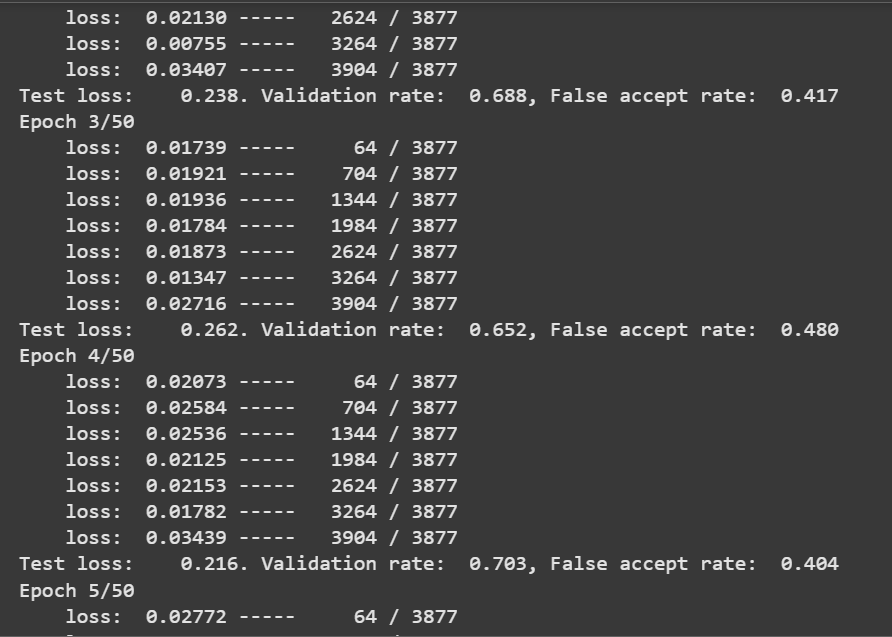 loss:  0.02130 -----   2624 / 3877
loss:  0.00755 -----   3264 / 3877
loss:  0.03407 -----   3904 / 3877
Test loss:    0.238. Validation rate:  0.688, False accept rate:  0.417
Epoch 3/50
loss:  0.01739 -----     64 / 3877
loss:  0.01921 -----    704 / 3877
loss:  0.01936 -----   1344 / 3877
loss:  0.01784 -----   1984 / 3877
loss:  0.01873 -----   2624 / 3877
loss:  0.01347 -----   3264 / 3877
loss:  0.02716 -----   3904 / 3877
Test loss:    0.262. Validation rate:  0.652, False accept rate:  0.480
Epoch 4/50
loss:  0.02073 -----     64 / 3877
loss:  0.02584 -----    704 / 3877
loss:  0.02536 -----   1344 / 3877
loss:  0.02125 -----   1984 / 3877
loss:  0.02153 -----   2624 / 3877
loss:  0.01782 -----   3264 / 3877
loss:  0.03439 -----   3904 / 3877
Test loss:    0.216. Validation rate:  0.703, False accept rate:  0.404
Epoch 5/50
loss:  0.02772 -----     64 / 3877